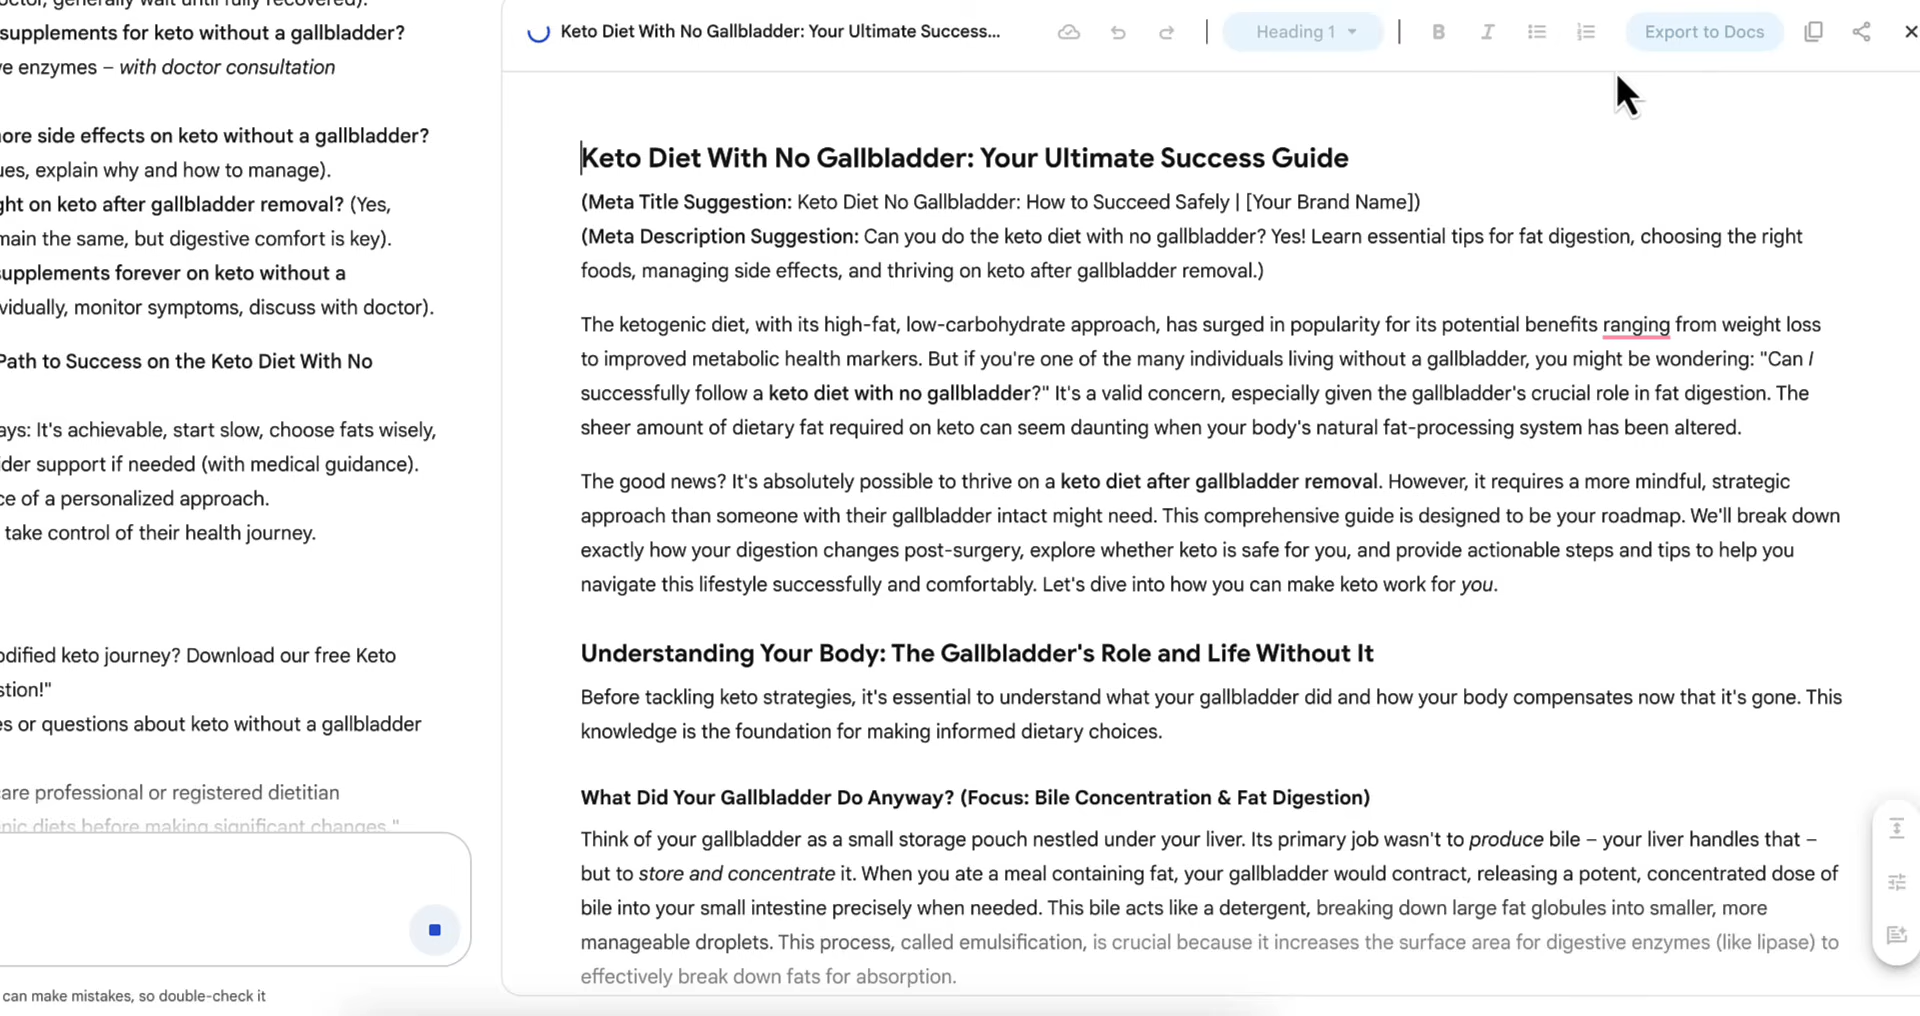 supplements for keto without a gallbladder?
ve enzymes – with doctor consultation
ore side effects on keto without a gallbladder?
ues, explain why and how to manage).
ght on keto after gallbladder removal? (Yes,
main the same, but digestive comfort is key).
supplements forever on keto without a
vidually, monitor symptoms, discuss with doctor).
Path to Success on the Keto Diet With No
ays: It's achievable, start slow, choose fats wisely,
ider support if needed (with medical guidance).
ce of a personalized approach.
take control of their health journey.
odified keto journey? Download our free Keto
stion!"
es or questions about keto without a gallbladder
are professional or registered dietitian
nic diets before making significant changes."
can make mistakes, so double-check it
Keto Diet With No Gallbladder: Your Ultimate Success...
Heading 1
B
I
Export to Docs
Keto Diet With No Gallbladder: Your Ultimate Success Guide
(Meta Title Suggestion: Keto Diet No Gallbladder: How to Succeed Safely | [Your Brand Name])
(Meta Description Suggestion: Can you do the keto diet with no gallbladder? Yes! Learn essential tips for fat digestion, choosing the right
foods, managing side effects, and thriving on keto after gallbladder removal.)
The ketogenic diet, with its high-fat, low-carbohydrate approach, has surged in popularity for its potential benefits ranging from weight loss
to improved metabolic health markers. But if you're one of the many individuals living without a gallbladder, you might be wondering: "Can I
successfully follow a keto diet with no gallbladder?" It's a valid concern, especially given the gallbladder's crucial role in fat digestion. The
sheer amount of dietary fat required on keto can seem daunting when your body's natural fat-processing system has been altered.
The good news? It's absolutely possible to thrive on a keto diet after gallbladder removal. However, it requires a more mindful, strategic
approach than someone with their gallbladder intact might need. This comprehensive guide is designed to be your roadmap. We'll break down
exactly how your digestion changes post-surgery, explore whether keto is safe for you, and provide actionable steps and tips to help you
navigate this lifestyle successfully and comfortably. Let's dive into how you can make keto work for you.
Understanding Your Body: The Gallbladder's Role and Life Without It
Before tackling keto strategies, it's essential to understand what your gallbladder did and how your body compensates now that it's gone. This
knowledge is the foundation for making informed dietary choices.
What Did Your Gallbladder Do Anyway? (Focus: Bile Concentration & Fat Digestion)
Think of your gallbladder as a small storage pouch nestled under your liver. Its primary job wasn't to produce bile – your liver handles that –
but to store and concentrate it. When you ate a meal containing fat, your gallbladder would contract, releasing a potent, concentrated dose of
bile into your small intestine precisely when needed. This bile acts like a detergent, breaking down large fat globules into smaller, more
manageable droplets. This process, called emulsification, is crucial because it increases the surface area for digestive enzymes (like lipase) to
effectively break down fats for absorption.